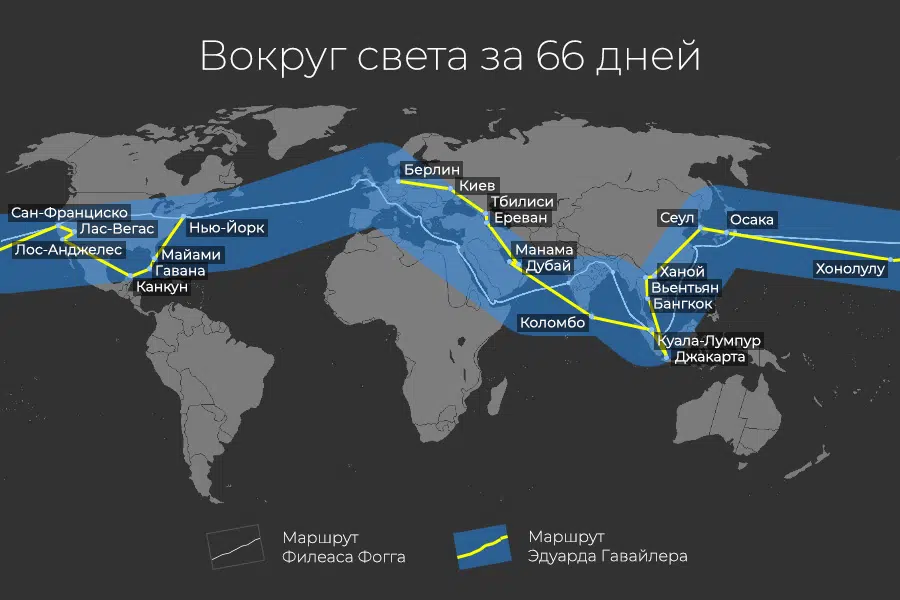 Вокруг света за 66 дней
Берлин
Киев
Тбилиси
Ереван
Сан-Франциско
Лас-Вегас
Лос-Анджелес
Нью-Йорк
Майами
Гавана
Канкун
Манама
Дубай
Коломбо
Сеул
Осака
Ханой
Вьентьян
Бангкок
Хонолулу
Куала-Лумпур
Джакарта
Маршрут
Филеаса Фогга
Маршрут
Эдуарда Гавайлера